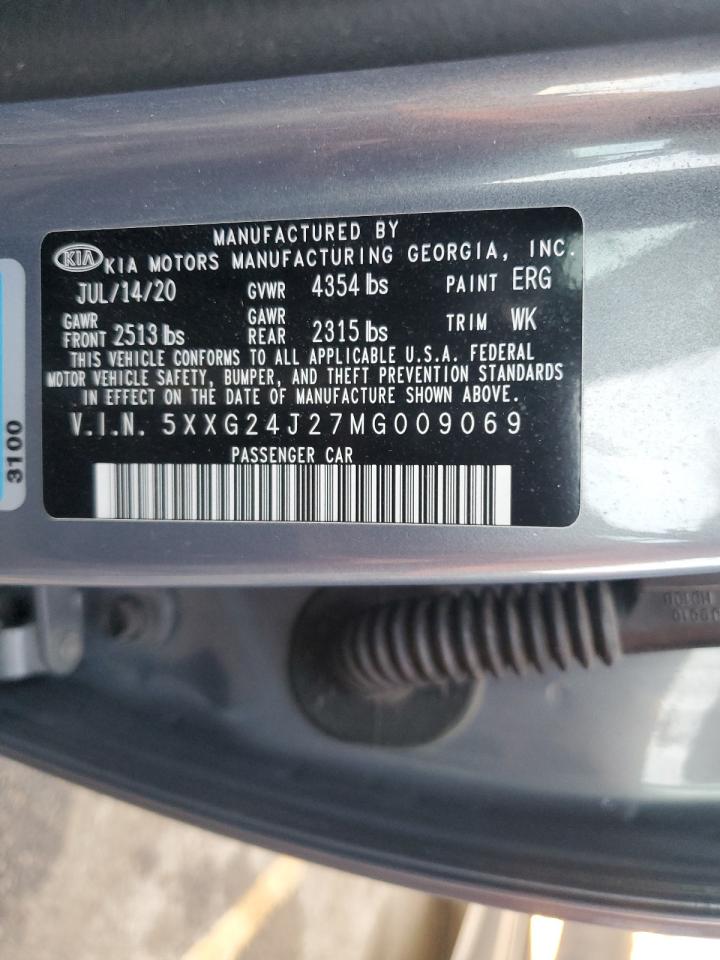 MANUFACTURED BY
KIA KIA MOTORS MANUFACTURING GEORGIA, INC.
JUL/14/20 GVWR 4354 lbs PAINT ERG
GAWR FRONT 2513 lbs GAWR REAR 2315 lbs TRIM WK
THIS VEHICLE CONFORMS TO ALL APPLICABLE U.S.A. FEDERAL
MOTOR VEHICLE SAFETY, BUMPER, AND THEFT PREVENTION STANDARDS
IN EFFECT ON THE DATE OF MANUFACTURE SHOWN ABOVE.
V.I.N. 5XXG24J27MG009069
PASSENGER CAR
3100